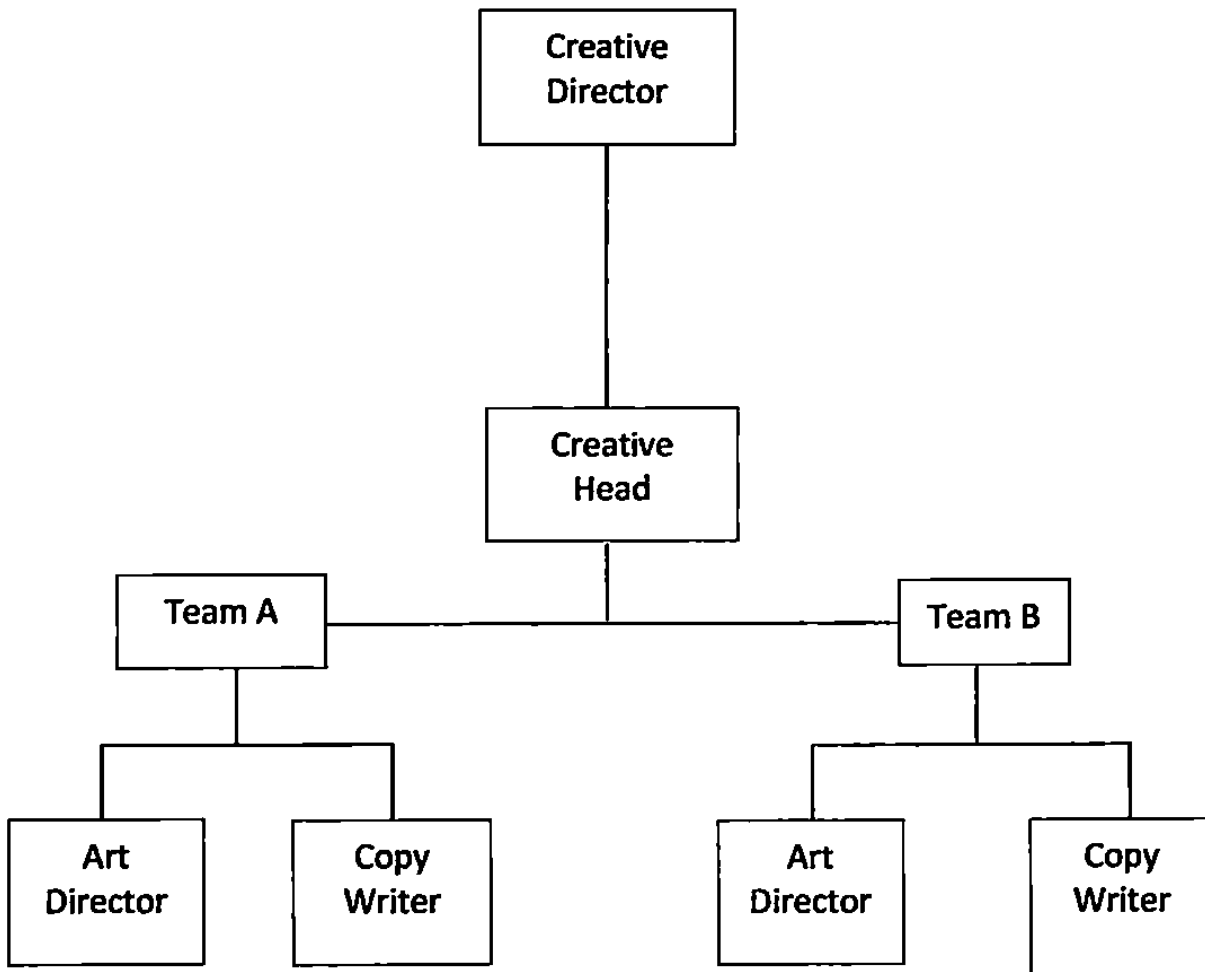 Creative
Director
Creative
Head
Team A
Team B
Art
Director
Copy
Writer
Art
Director
Copy
Writer